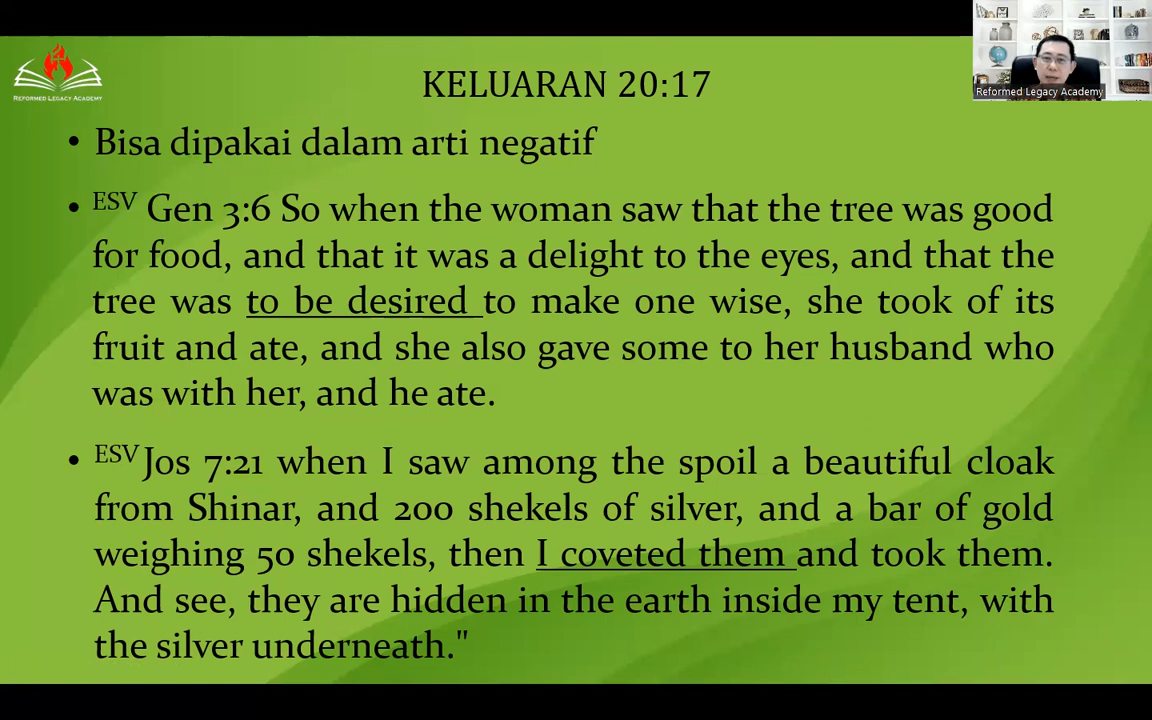 REFORMED LEGACY ACADEMY
Reformed Legacy Academy
KELUARAN 20:17
• Bisa dipakai dalam arti negatif
• ESV Gen 3:6 So when the woman saw that the tree was good
for food, and that it was a delight to the eyes, and that the
tree was to be desired to make one wise, she took of its
fruit and ate, and she also gave some to her husband who
was with her, and he ate.
• ESV Jos 7:21 when I saw among the spoil a beautiful cloak
from Shinar, and 200 shekels of silver, and a bar of gold
weighing 50 shekels, then I coveted them and took them.
And see, they are hidden in the earth inside my tent, with
the silver underneath."